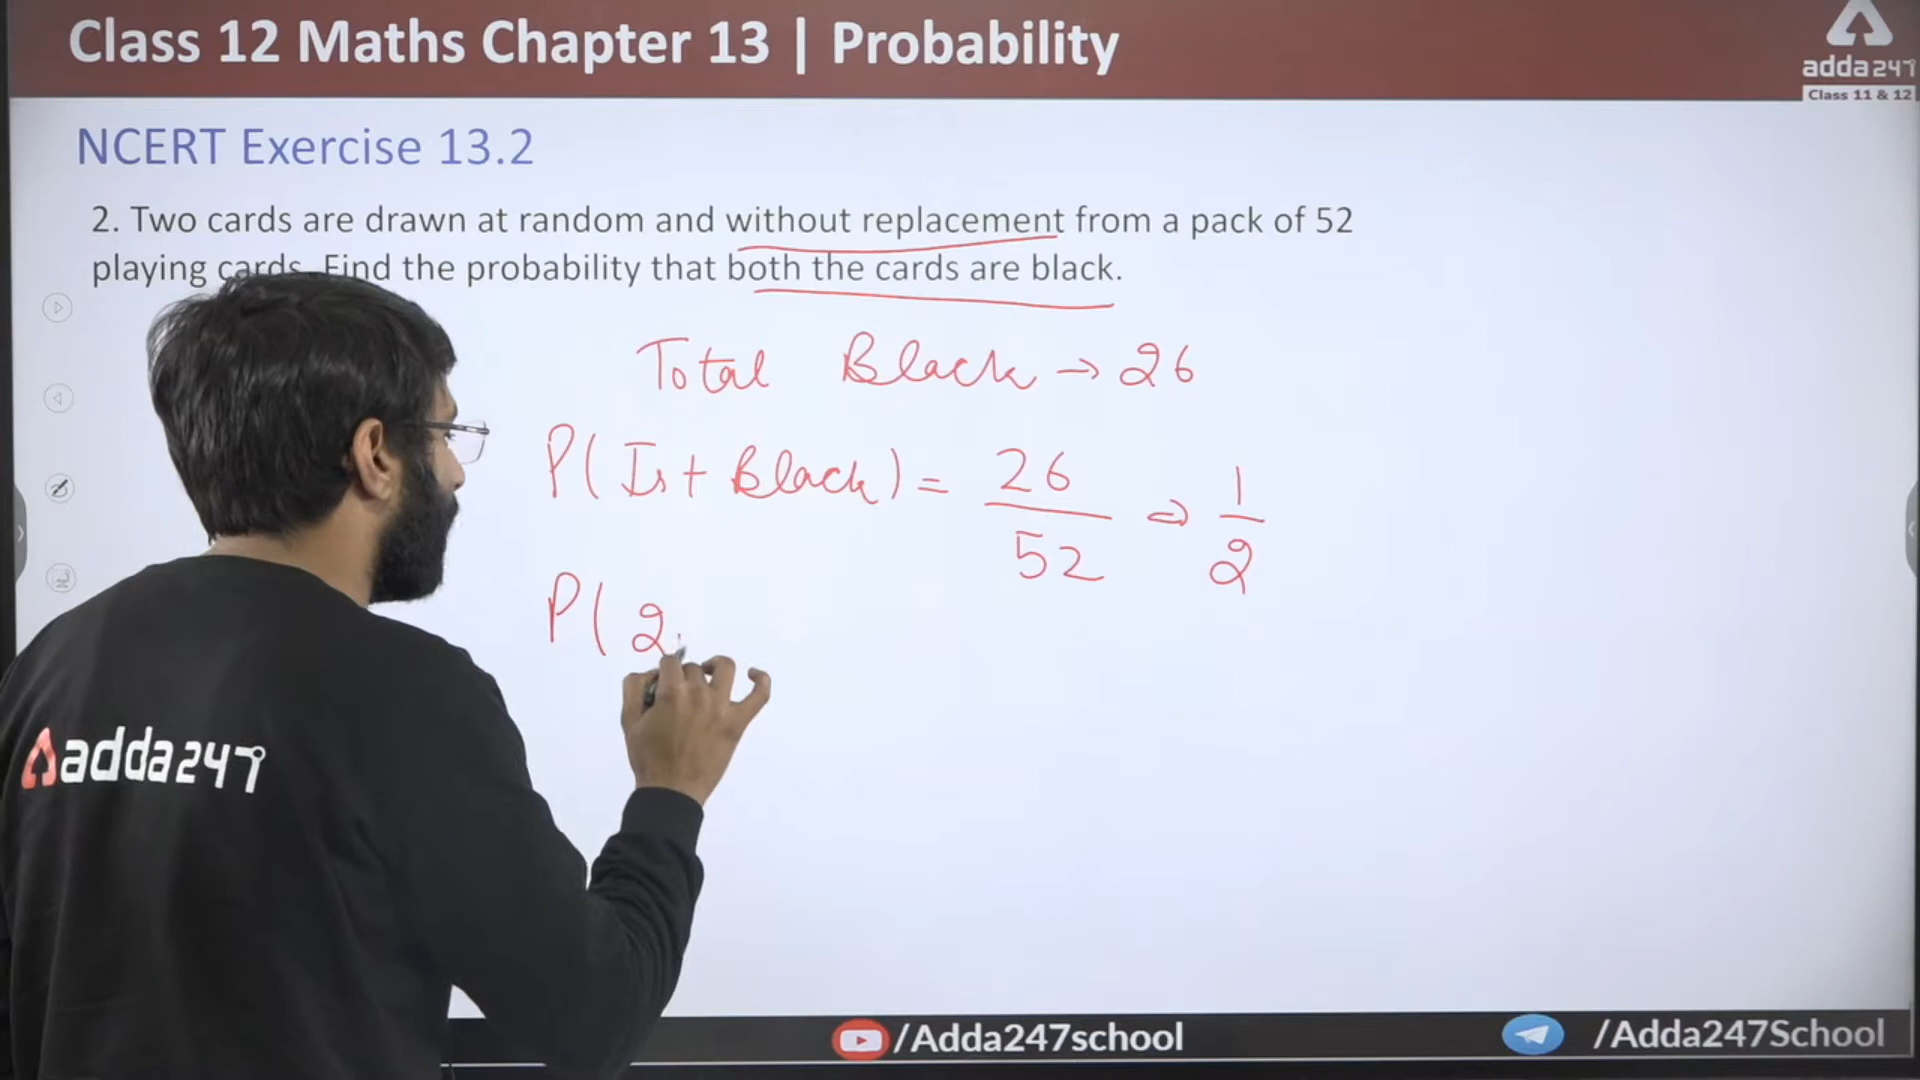 Class 12 Maths Chapter 13 | Probability
adda247
Class 11 & 12
NCERT Exercise 13.2
2. Two cards are drawn at random and without replacement from a pack of 52
playing cards. Find the probability that both the cards are black.
Total Black → 26
P(Ist Black) = 26/52 ⇒ 1/2
P( 2
adda247
/Adda247school
/Adda247School